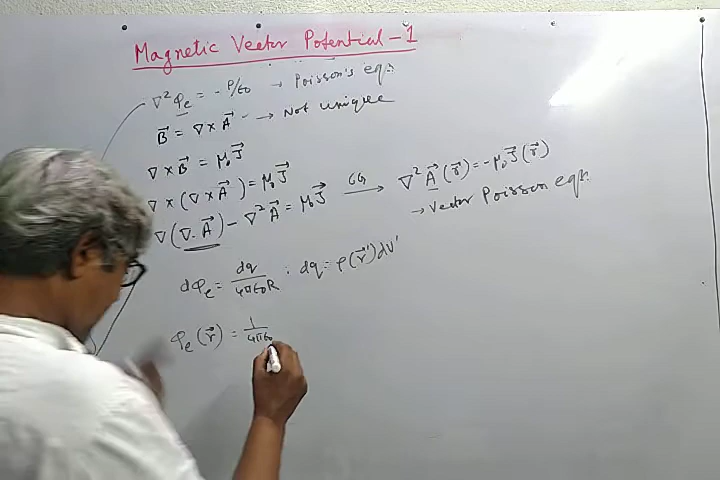 Magnetic Vector Potential - 1
∇²Φₑ = - ρ/ε₀ → Poisson's eqn.
B⃗ = ∇ × A⃗ → Not unique
∇ × B⃗ = μ₀J⃗
∇ × (∇ × A⃗) = μ₀J⃗
∇(∇. A⃗) - ∇²A⃗ = μ₀J⃗ CG → ∇²A⃗(r⃗) = -μ₀J⃗(r⃗)
→ Vector Poisson eqn.
dΦₑ = dq/4πε₀R ; dq = ρ(r⃗')dV'
Φₑ(r⃗) = 1/4πε₀